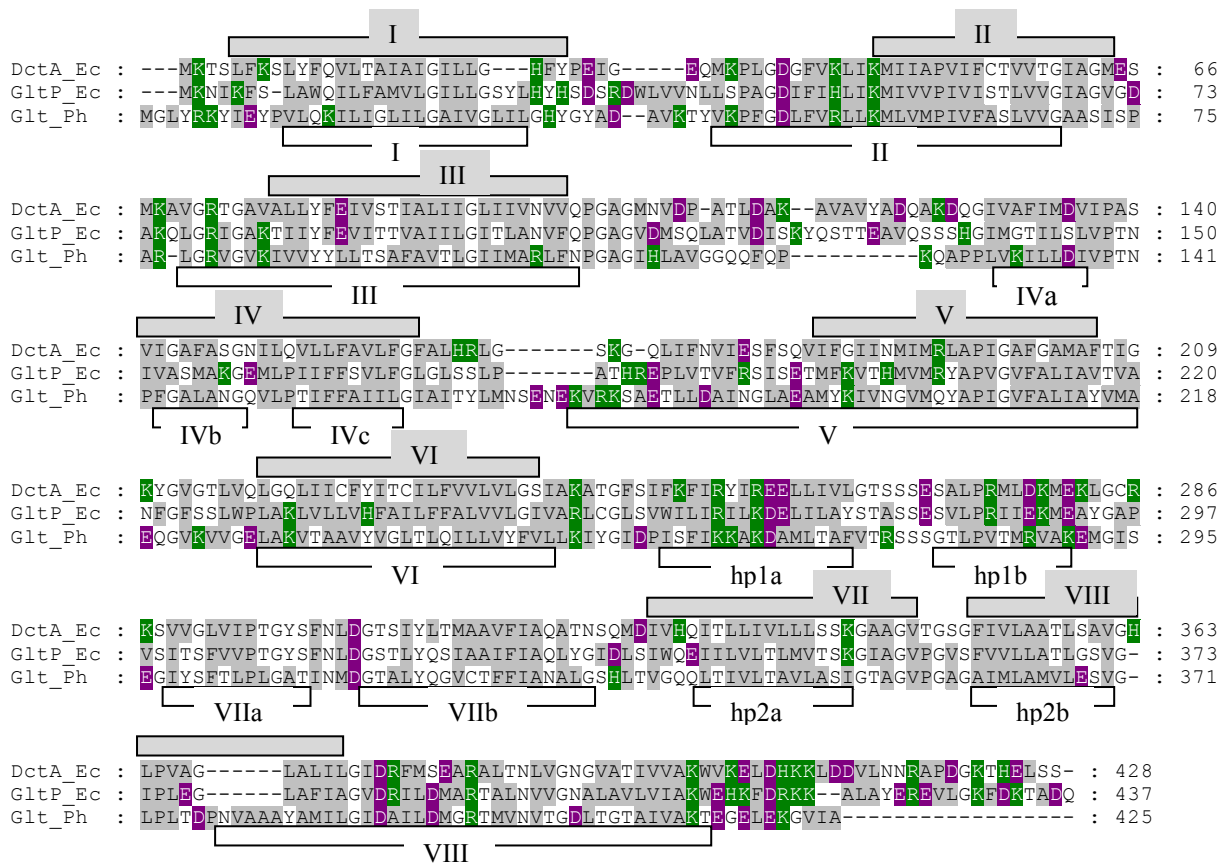 I II
DctA_Ec : ---MKTSLFKSLYFQVLTAIAIGILLG---HFYPEIG-----EQMKPLGDGFVKLIKMIIAPVIFCTVVTGIAGMES : 66
GltP_Ec : ---MKNIKFS-LAWQILFAMVLGILLGSYLHYHSDSRDWLVVNLLSPAGDIFIHLIKMIVVPIVISTLVVGIAGVGD : 73
Glt_Ph : MGLYRKYIEYPVLQKILIGLILGAIVGLILGHYGYAD--AVKTYVKPFGDLFVRLLKMLVMPIVFASLVVGAASISP : 75
I II
III
DctA_Ec : MKAVGRTGAVALLYFEIVSTIALIIGLIIVNVVQPGAGMNVDP-ATLDAK--AVAVYADQAKDQGIVAFIMDVIPAS : 140
GltP_Ec : AKQLGRIGAKTIIYFEVITTVAIILGITLANVFQPGAGVDMSQLATVDISKYQSTTEAVQSSSHGIMGTILSLVPTN : 150
Glt_Ph : AR-LGRVGVKIVVYYLLTSAFAVTLGIIMARLFNPGAGIHLAVGGQQFQP----------KQAPPLVKILLDIVPTN : 141
III IVa
IV V
DctA_Ec : VIGAFASGNILQVLLFAVLFGFALHRLG-------SKG-QLIFNVIESFSQVIFGIINMIMRLAPIGAFGAMAFTIG : 209
GltP_Ec : IVASMAKGEMLPIIFFSVLFGLGLSSLP-------ATHREPLVTVFRSISETMFKVTHMVMRYAPVGVFALIAVTVA : 220
Glt_Ph : PFGALANGQVLPTIFFAIILGIAITYLMNSENEKVRKSAETLLDAINGLAEAMYKIVNGVMQYAPIGVFALIAYVMA : 218
IVb IVc V
VI
DctA_Ec : KYGVGTLVQLGQLIICFYITCILFVVLVLGSIAKATGFSIFKFIRYIREELLIVLGTSSSESALPRMLDKMEKLGCR : 286
GltP_Ec : NFGFSSLWPLAKLVLLVHFAILFFALVVLGIVARLCGLSVWILIRILKDELILAYSTASSESVLPRIIEKMEAYGAP : 297
Glt_Ph : EQGVKVVGELAKVTAAVYVGLTLQILLVYFVLLKIYGIDPISFIKKAKDAMLTAFVTRSSSGTLPVTMRVAKEMGIS : 295
VI hp1a hp1b
VII VIII
DctA_Ec : KSVVGLVIPTGYSFNLDGTSIYLTMAAVFIAQATNSQMDIVHQITLLIVLLLSSKGAAGVTGSGFIVLAATLSAVGH : 363
GltP_Ec : VSITSFVVPTGYSFNLDGSTLYQSIAAIFIAQLYGIDLSIWQEIILVLTLMVTSKGIAGVPGVSFVVLLATLGSVG- : 373
Glt_Ph : EGIYSFTLPLGATINMDGTALYQGVCTFFIANALGSHLTVGQQLTIVLTAVLASIGTAGVPGAGAIMLAMVLESVG- : 371
VIIa VIIb hp2a hp2b
DctA_Ec : LPVAG------LALILGIDRFMSEARALTNLVGNGVATIVVAKWVKELDHKKLDDVLNNRAPDGKTHELSS- : 428
GltP_Ec : IPLEG------LAFIAGVDRILDMARTALNVVGNALAVLVIAKWEHKFDRKK--ALAYEREVLGKFDKTADQ : 437
Glt_Ph : LPLTDPNVAAAYAMILGIDAILDMGRTMVNVTGDLTGTAIVAKTEGELEKGVIA------------------ : 425
VIII